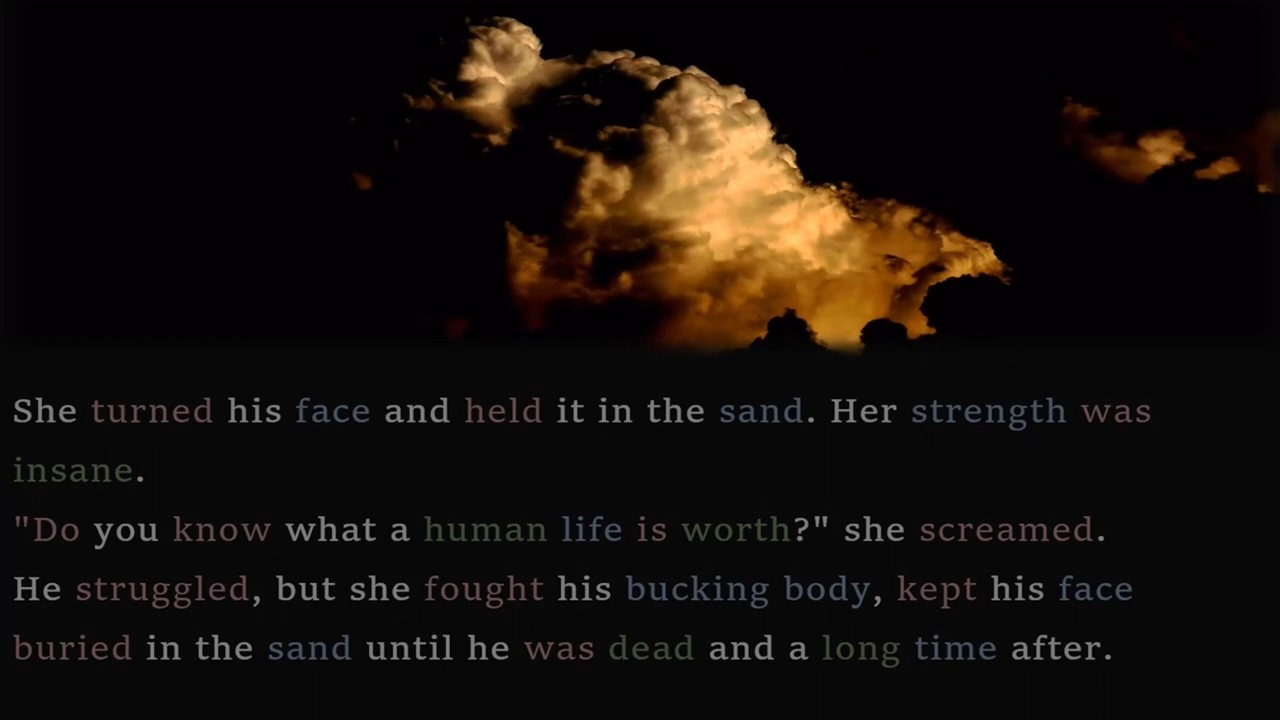 She turned his face and held it in the sand. Her strength was
insane.
"Do you know what a human life is worth?" she screamed.
He struggled, but she fought his bucking body, kept his face
buried in the sand until he was dead and a long time after.